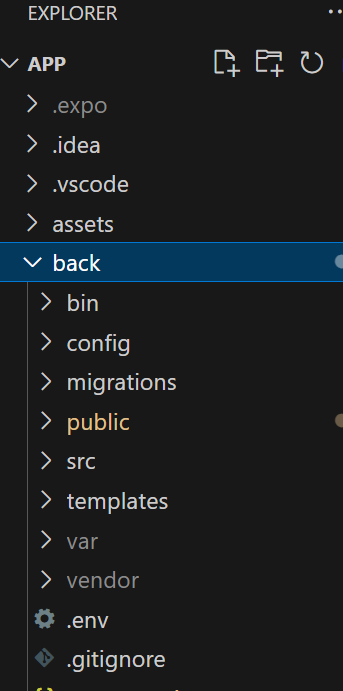 EXPLORER
APP
.expo
.idea
.vscode
assets
back
bin
config
migrations
public
src
templates
var
vendor
.env
.gitignore